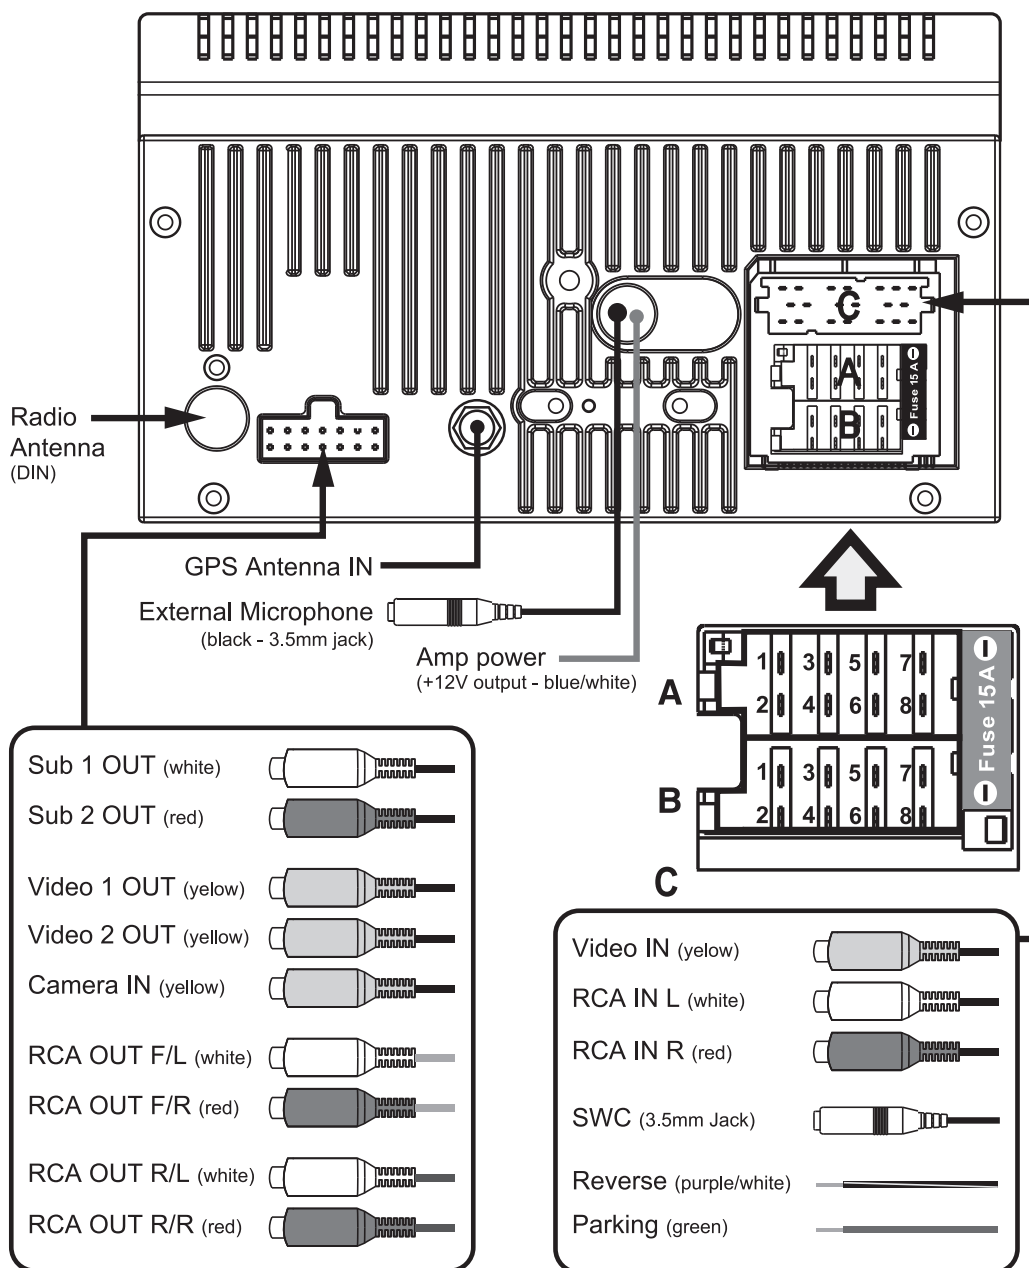 C
A
B
Fuse 15A
Radio
Antenna
(DIN)
GPS Antenna IN
External Microphone
(black - 3.5mm jack)
Amp power
(+12V output - blue/white)
A
1 3 5 7
2 4 6 8
B
1 3 5 7
2 4 6 8
Fuse 15A
C
Sub 1 OUT (white)
Sub 2 OUT (red)
Video 1 OUT (yelow)
Video 2 OUT (yellow)
Camera IN (yellow)
RCA OUT F/L (white)
RCA OUT F/R (red)
RCA OUT R/L (white)
RCA OUT R/R (red)
Video IN (yelow)
RCA IN L (white)
RCA IN R (red)
SWC (3.5mm Jack)
Reverse (purple/white)
Parking (green)